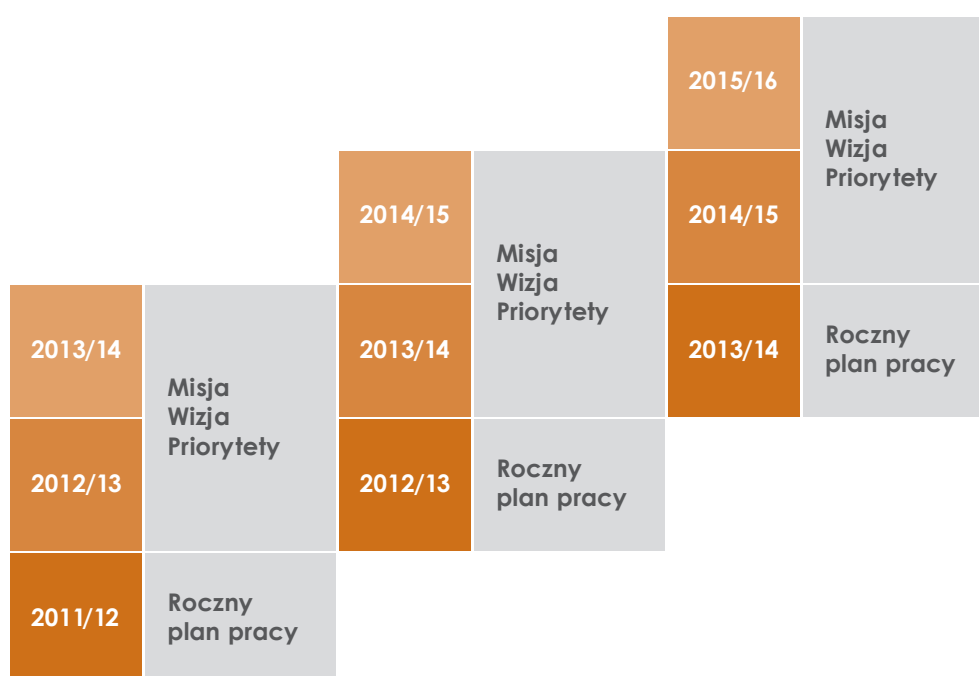 2013/14
2012/13
2011/12
Misja
Wizja
Priorytety
Roczny
plan pracy
2014/15
2013/14
2012/13
Misja
Wizja
Priorytety
Roczny
plan pracy
2015/16
2014/15
2013/14
Misja
Wizja
Priorytety
Roczny
plan pracy